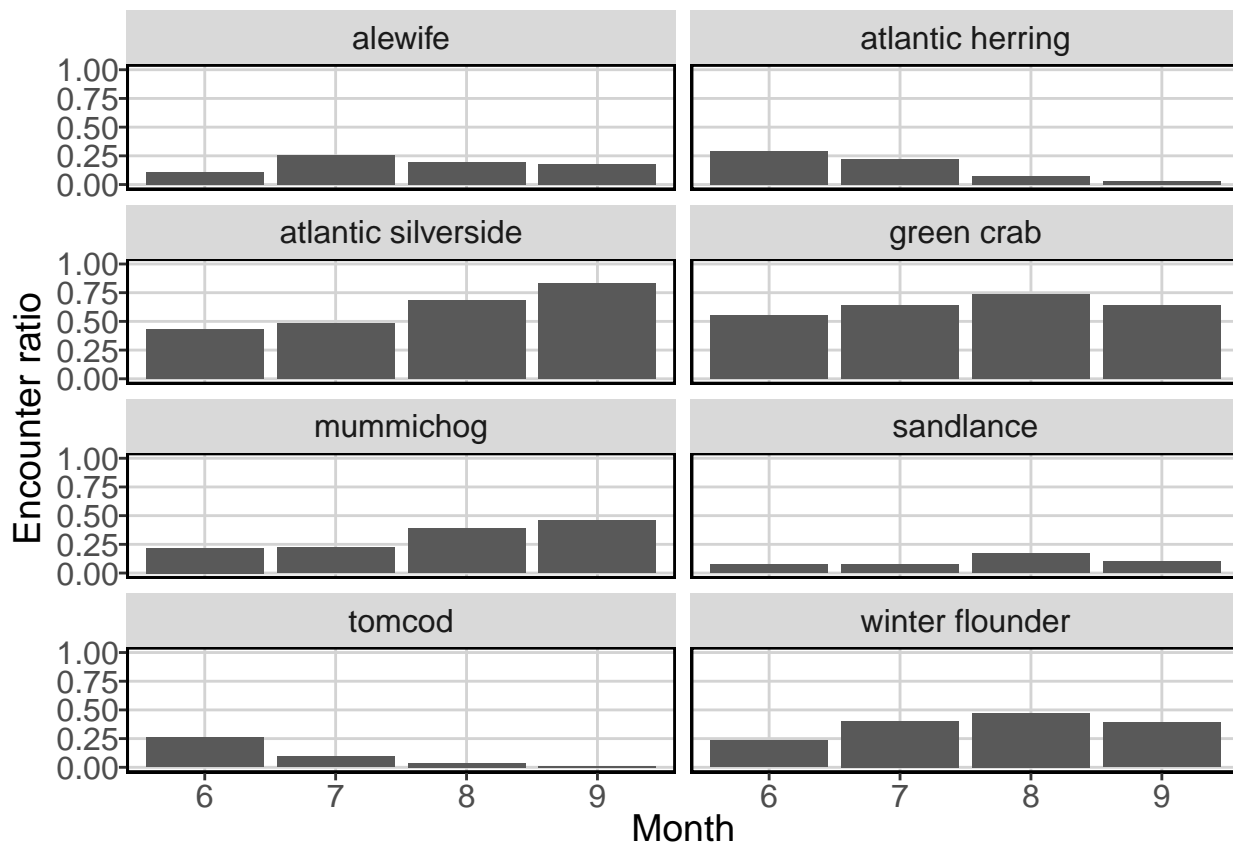 alewife
atlantic herring
1.00
0.75
0.50
0.25
0.00
atlantic silverside
green crab
1.00
0.75
0.50
0.25
0.00
mummichog
sandlance
1.00
0.75
0.50
0.25
0.00
tomcod
winter flounder
1.00
0.75
0.50
0.25
0.00
6 7 8 9
6 7 8 9
Month
Encounter ratio